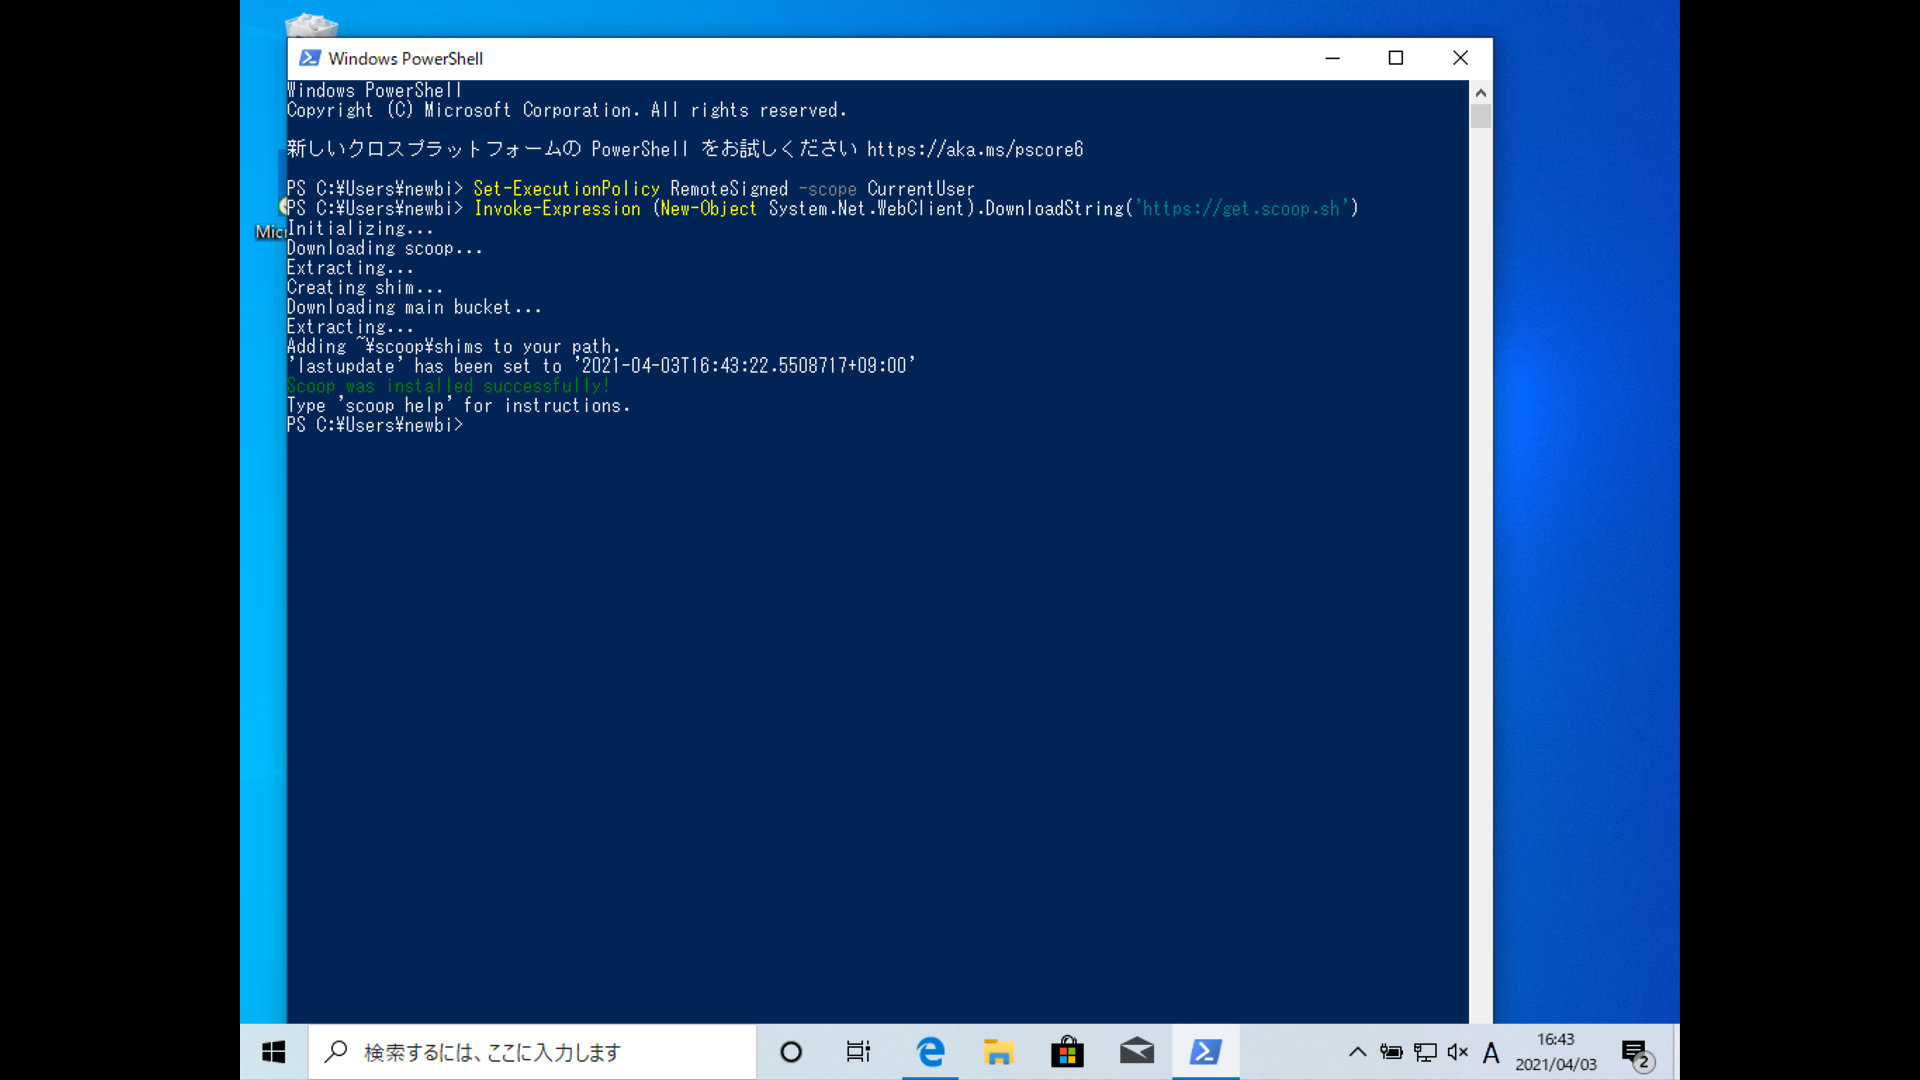 Windows PowerShell
Windows PowerShell
Copyright (C) Microsoft Corporation. All rights reserved.
新しいクロスプラットフォームの PowerShell をお試しください https://aka.ms/pscore6
PS C:¥Users¥newbi> Set-ExecutionPolicy RemoteSigned -scope CurrentUser
PS C:¥Users¥newbi> Invoke-Expression (New-Object System.Net.WebClient).DownloadString('https://get.scoop.sh')
Micr
Initializing...
Downloading scoop...
Extracting...
Creating shim...
Downloading main bucket...
Extracting...
Adding ~¥scoop¥shims to your path.
'lastupdate' has been set to '2021-04-03T16:43:22.5508717+09:00'
Scoop was installed successfully!
Type 'scoop help' for instructions.
PS C:¥Users¥newbi>
検索するには、ここに入力します
A
16:43
2021/04/03
2